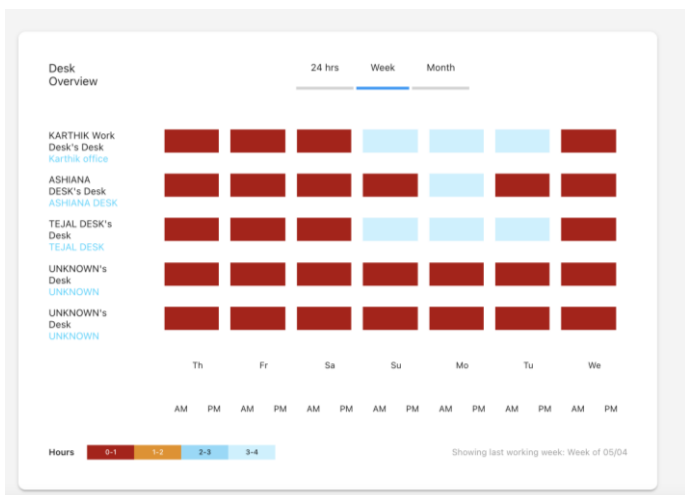 Desk
Overview
24 hrs Week Month
KARTHIK Work
Desk's Desk
Karthik office
ASHIANA
DESK's Desk
ASHIANA DESK
TEJAL DESK's
Desk
TEJAL DESK
UNKNOWN's
Desk
UNKNOWN
UNKNOWN's
Desk
UNKNOWN
Th Fr Sa Su Mo Tu We
AM PM AM PM AM PM AM PM AM PM AM PM AM PM
Hours 0-1 1-2 2-3 3-4
Showing last working week: Week of 05/04